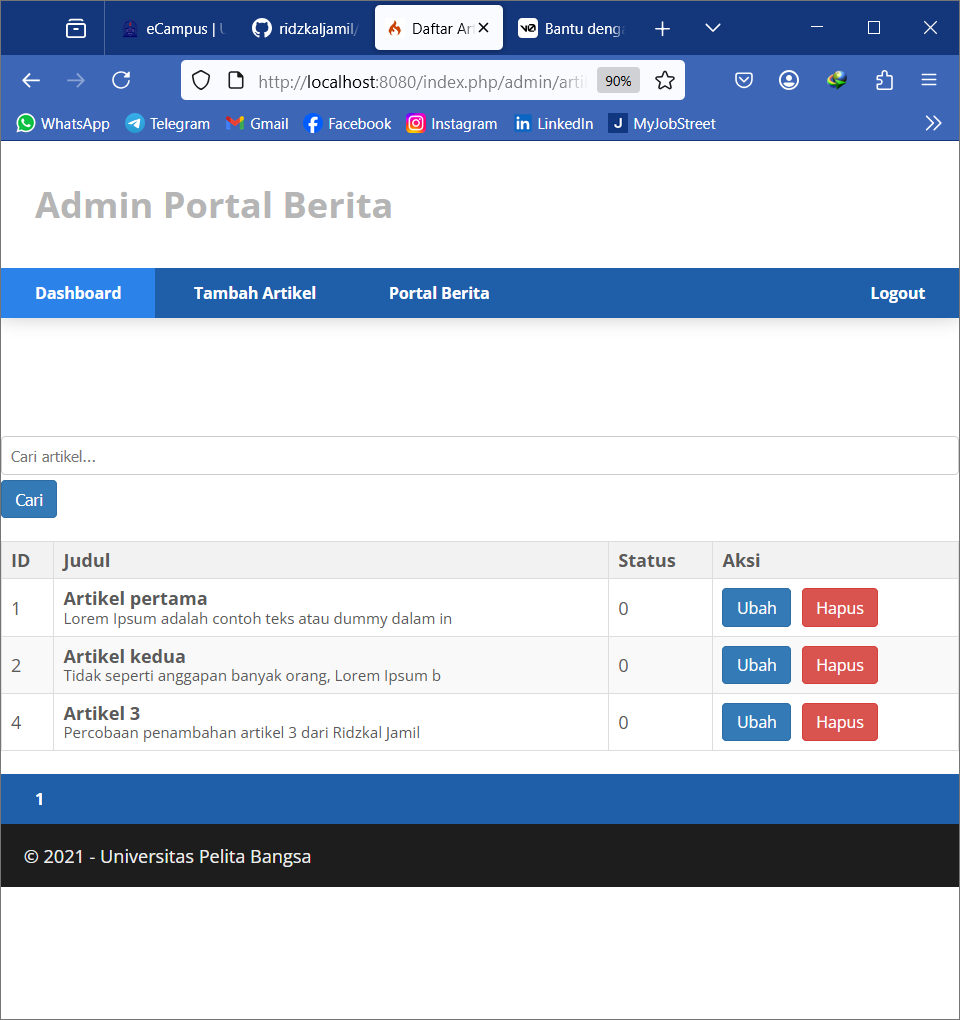 eCampus | U
ridzkaljamil/
Daftar Art
Bantu denga
http://localhost:8080/index.php/admin/arti
90%
WhatsApp
Telegram
Gmail
Facebook
Instagram
in LinkedIn
J MyJobStreet
Admin Portal Berita
Dashboard
Tambah Artikel
Portal Berita
Logout
Cari artikel...
Cari
ID Judul Status Aksi
1 Artikel pertama 0 Ubah Hapus
Lorem Ipsum adalah contoh teks atau dummy dalam in
2 Artikel kedua 0 Ubah Hapus
Tidak seperti anggapan banyak orang, Lorem Ipsum b
4 Artikel 3 0 Ubah Hapus
Percobaan penambahan artikel 3 dari Ridzkal Jamil
1
© 2021 - Universitas Pelita Bangsa